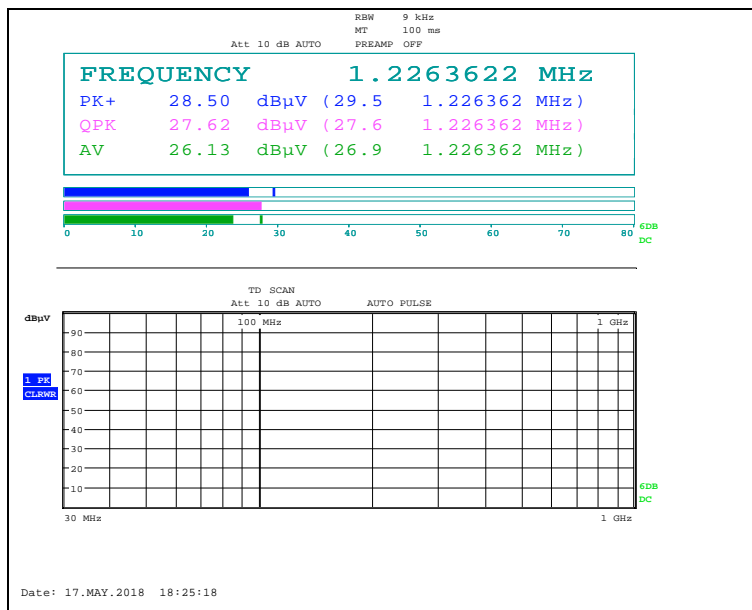 RBW 9 kHz
MT 100 ms
Att 10 dB AUTO PREAMP OFF
FREQUENCY 1.2263622 MHz
PK+ 28.50 dBµV (29.5 1.226362 MHz)
QPK 27.62 dBµV (27.6 1.226362 MHz)
AV 26.13 dBµV (26.9 1.226362 MHz)
0 10 20 30 40 50 60 70 80
6DB
DC
TD SCAN
Att 10 dB AUTO AUTO PULSE
dBµV
100 MHz 1 GHz
90
80
70
1 PK
CLRWR
60
50
40
30
20
10
6DB
DC
30 MHz 1 GHz
Date: 17.MAY.2018 18:25:18